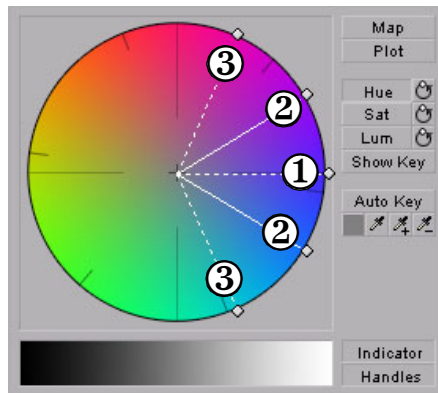 Map
Plot
③
②
Hue
Sat
①
Lum
Show Key
Auto Key
②
③
Indicator
Handles